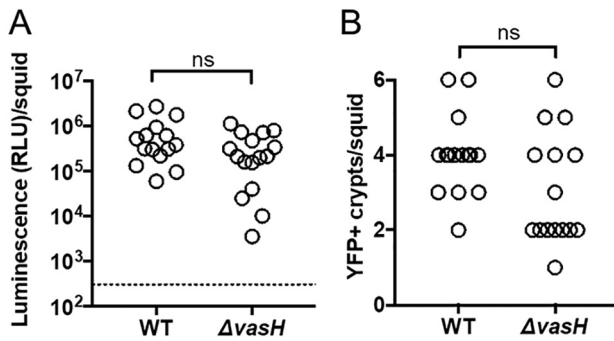 A
ns
Luminescence (RLU)/squid
10⁷
10⁶
10⁵
10⁴
10³
10²
WT
ΔvasH
B
ns
YFP+ crypts/squid
6
4
2
0
WT
ΔvasH